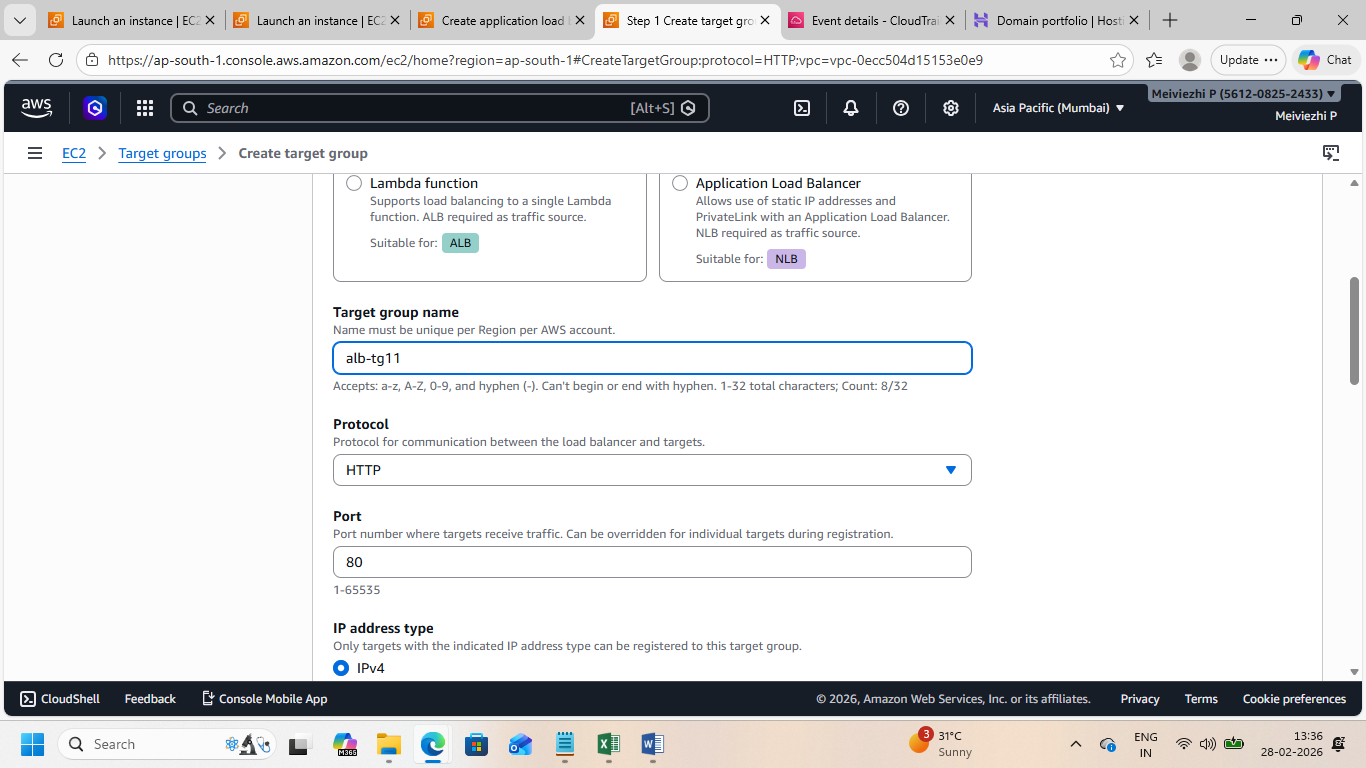 Launch an instance | EC2
Launch an instance | EC2
Create application load b
Step 1 Create target gro
Event details - CloudTrai
Domain portfolio | Hosti
https://ap-south-1.console.aws.amazon.com/ec2/home?region=ap-south-1#CreateTargetGroup:protocol=HTTP;vpc=vpc-0ecc504d15153e0e9
Update
Chat
aws
Search
[Alt+S]
Asia Pacific (Mumbai)
Meiviezhi P (5612-0825-2433)
Meiviezhi P
EC2
Target groups
Create target group
Lambda function
Supports load balancing to a single Lambda
function. ALB required as traffic source.
Suitable for: ALB
Application Load Balancer
Allows use of static IP addresses and
PrivateLink with an Application Load Balancer.
NLB required as traffic source.
Suitable for: NLB
Target group name
Name must be unique per Region per AWS account.
alb-tg11
Accepts: a-z, A-Z, 0-9, and hyphen (-). Can't begin or end with hyphen. 1-32 total characters; Count: 8/32
Protocol
Protocol for communication between the load balancer and targets.
HTTP
Port
Port number where targets receive traffic. Can be overridden for individual targets during registration.
80
1-65535
IP address type
Only targets with the indicated IP address type can be registered to this target group.
IPv4
CloudShell
Feedback
Console Mobile App
© 2026, Amazon Web Services, Inc. or its affiliates.
Privacy
Terms
Cookie preferences
Search
M365
3
31°C
Sunny
ENG
IN
13:36
28-02-2026